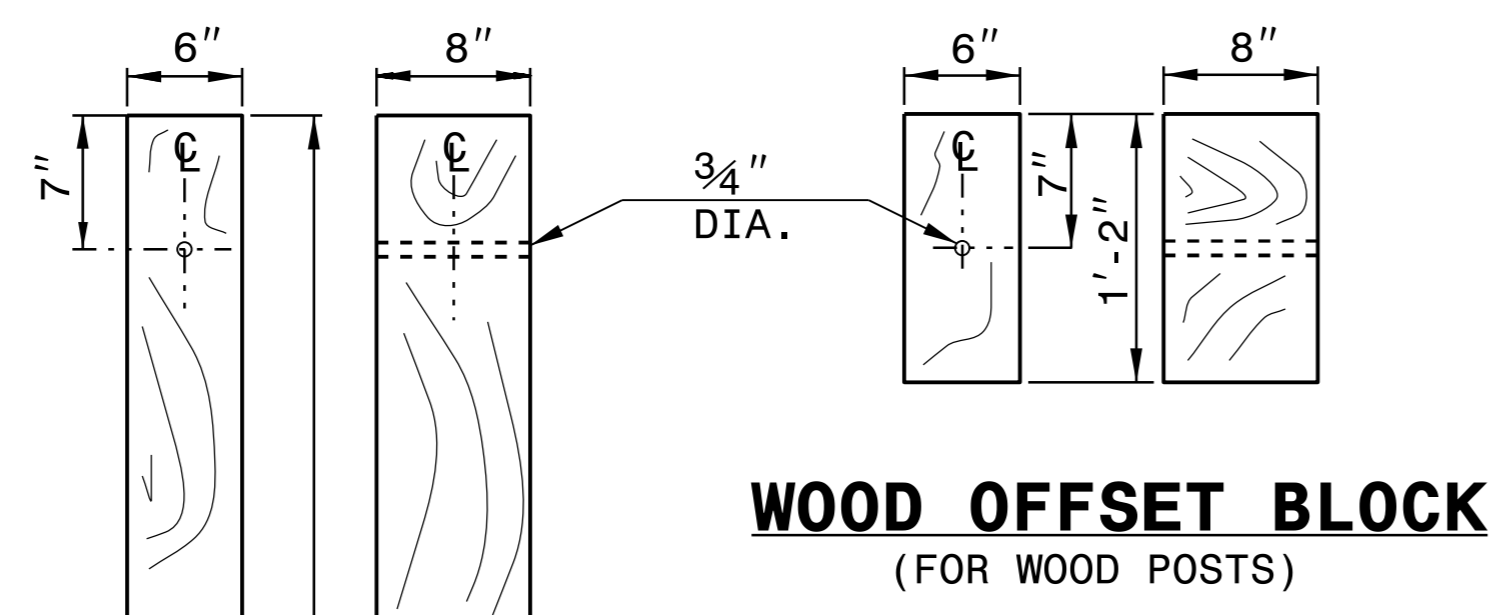 6" 8" 6" 8"
℄ ℄ ℄
7" 3/4" 7"
DIA.
1'-2"
WOOD OFFSET BLOCK
(FOR WOOD POSTS)